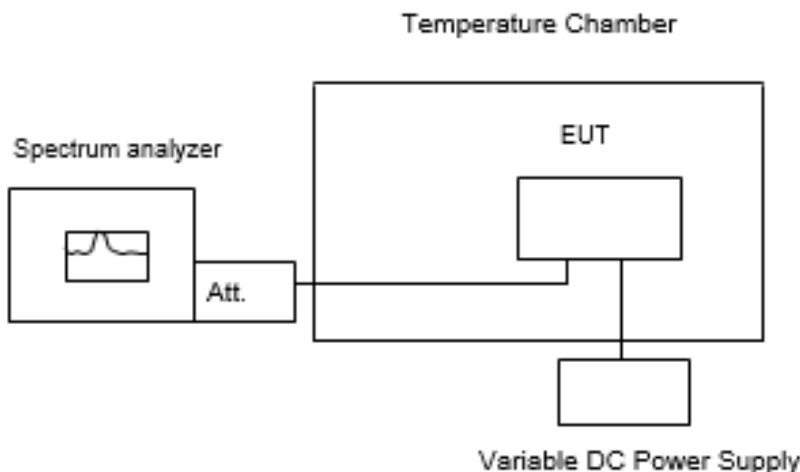 Temperature Chamber
EUT
Spectrum analyzer
Att.
Variable DC Power Supply